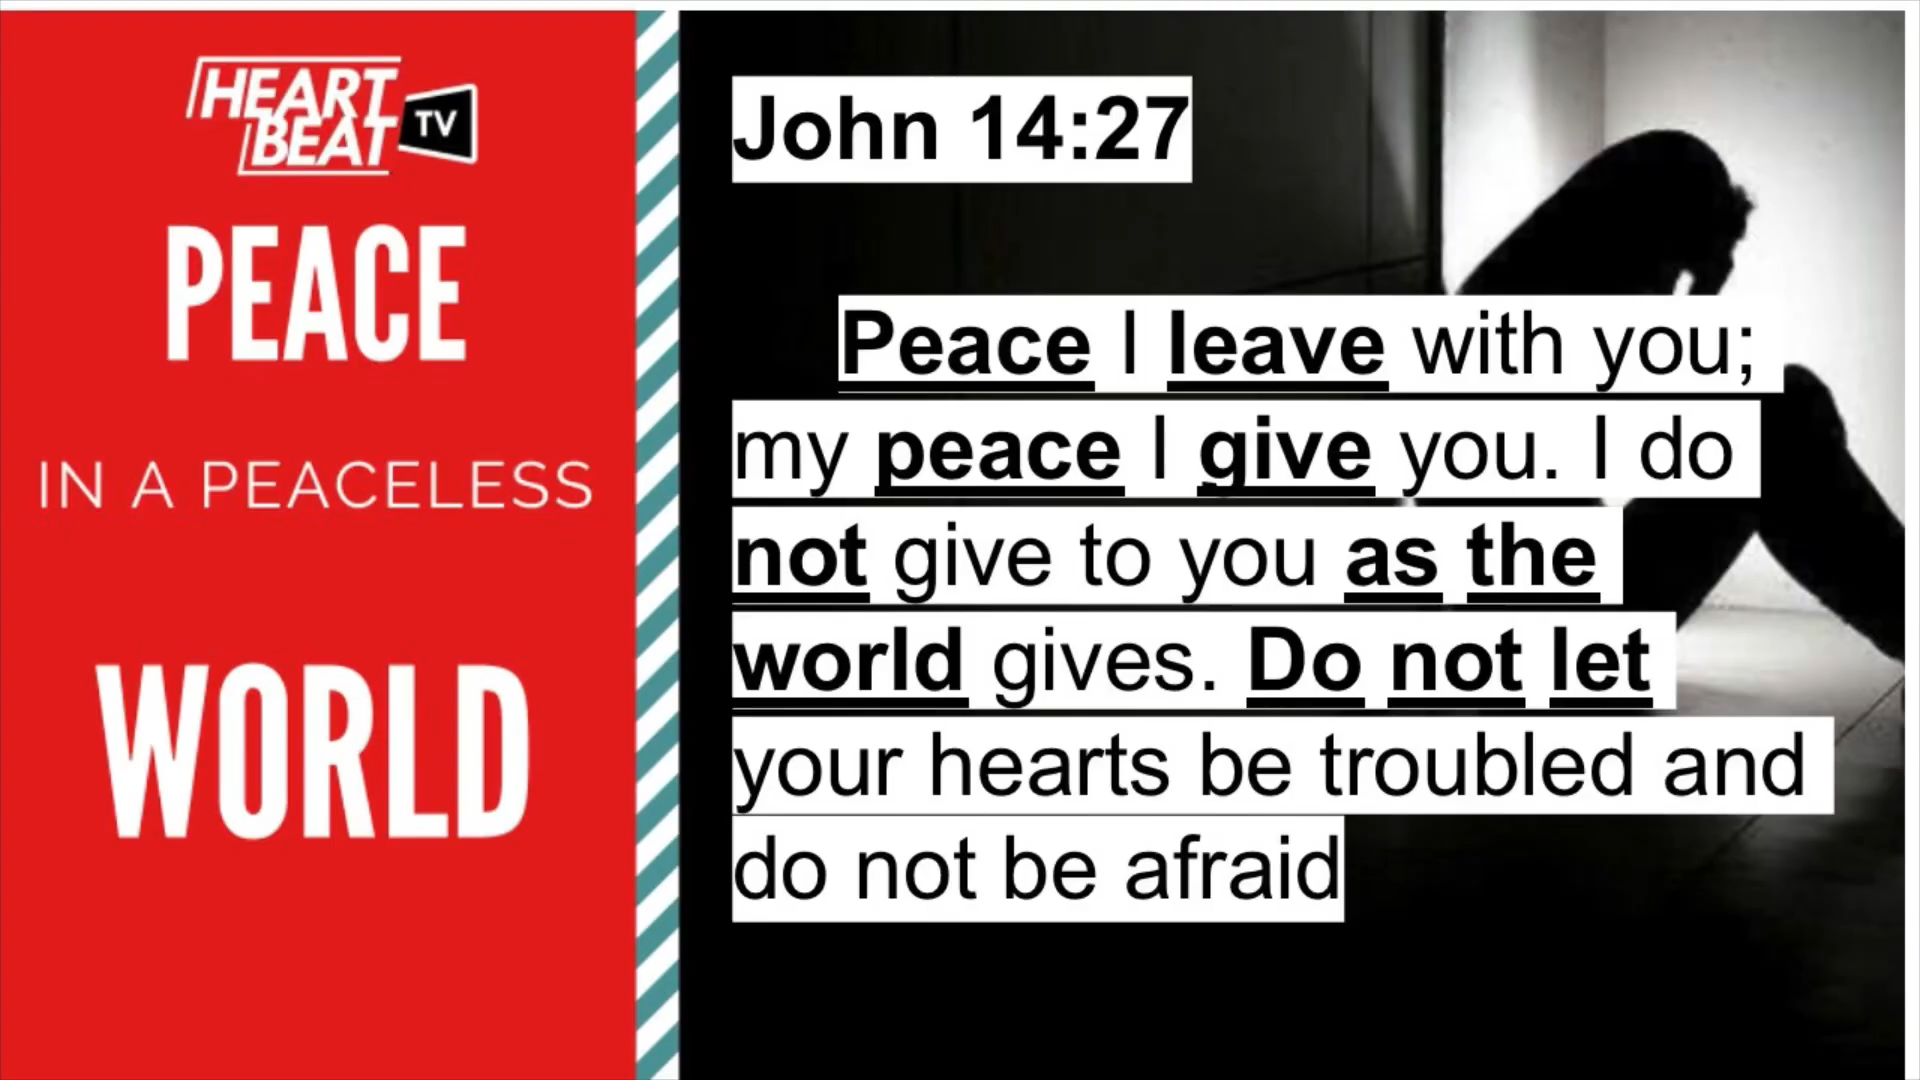 HEART
BEAT
TV
PEACE
IN A PEACELESS
WORLD
John 14:27
Peace I leave with you;
my peace I give you. I do
not give to you as the
world gives. Do not let
your hearts be troubled and
do not be afraid